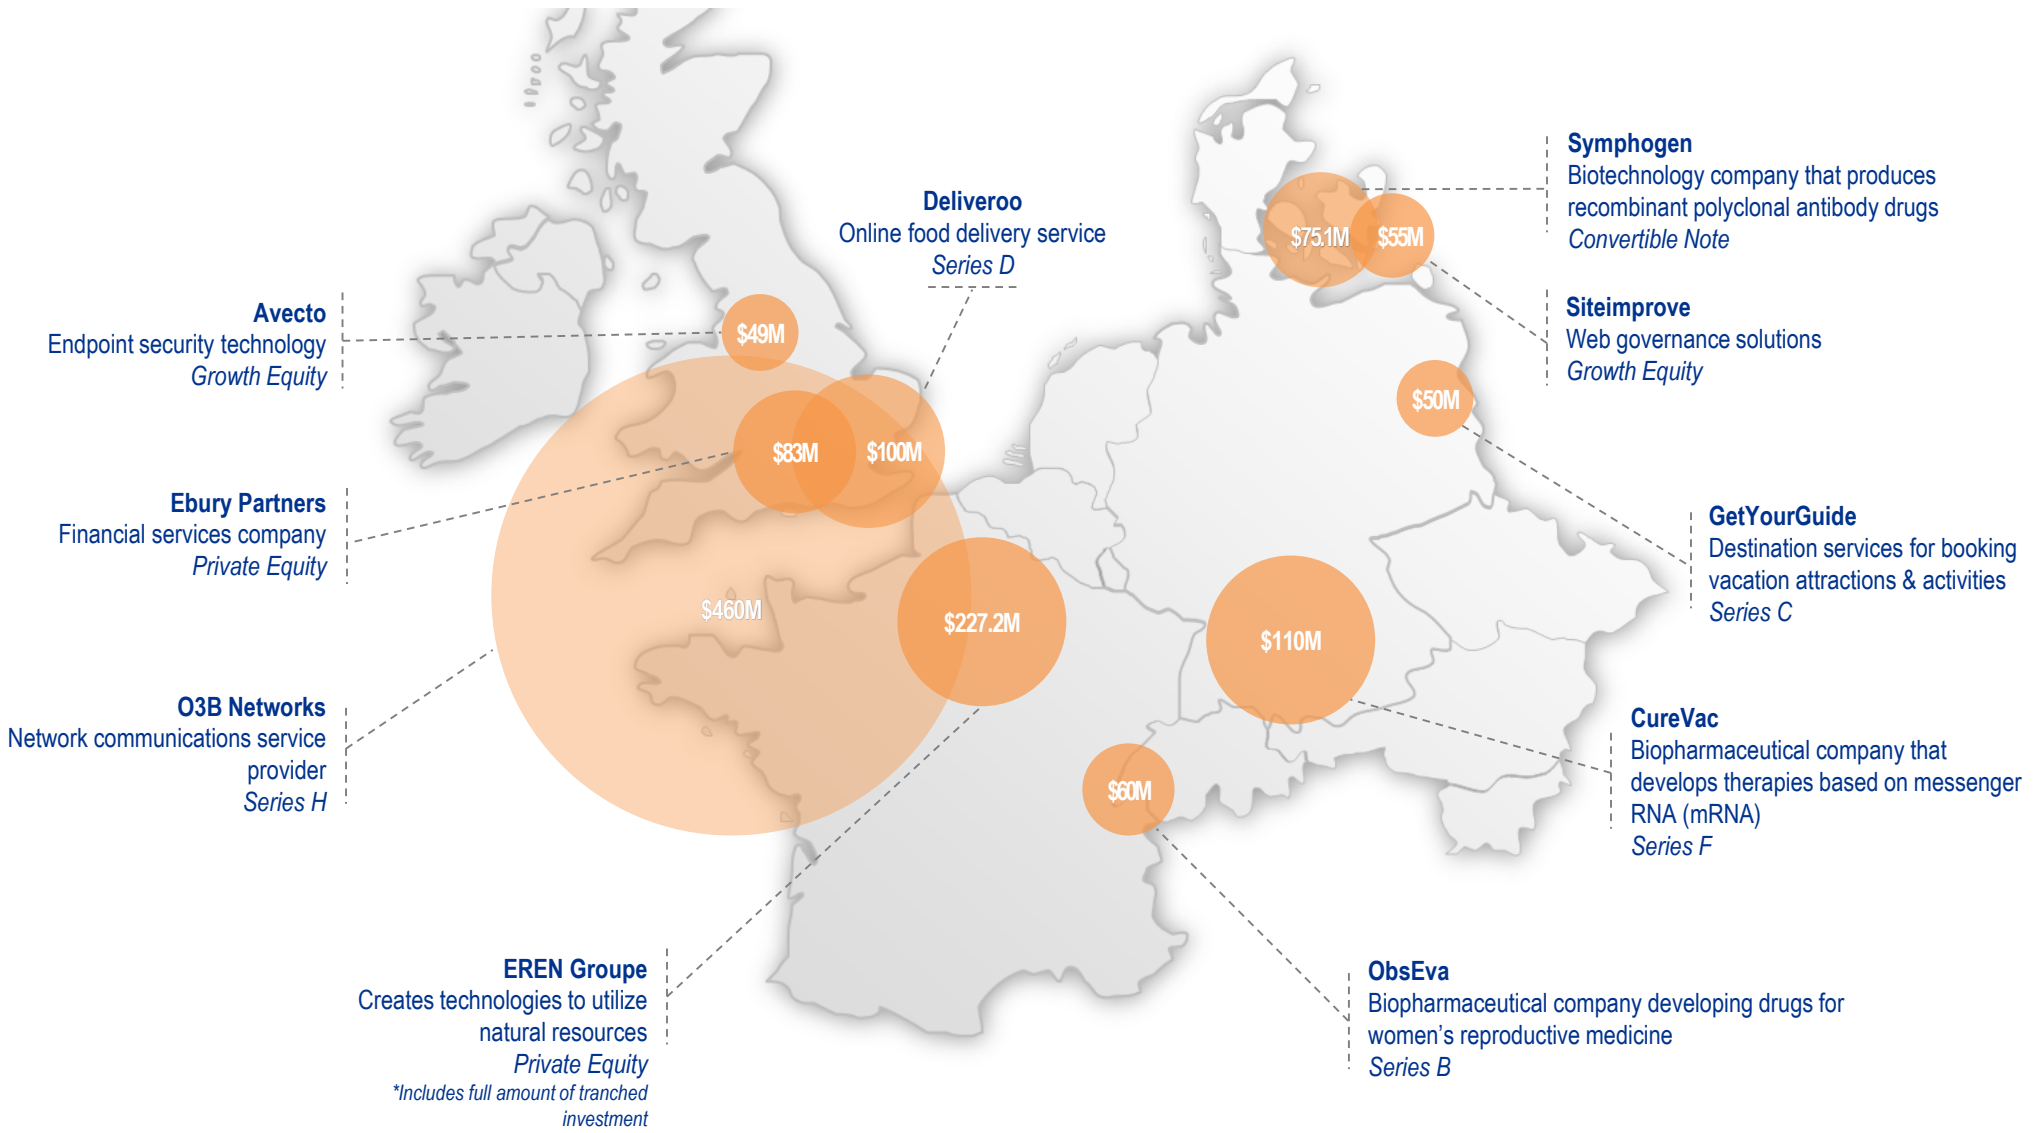 Symphogen
Biotechnology company that produces
recombinant polyclonal antibody drugs
Convertible Note
Deliveroo
Online food delivery service
Series D
$75.1M
$55M
Avecto
Endpoint security technology
Growth Equity
$49M
Siteimprove
Web governance solutions
Growth Equity
$50M
$83M
$100M
Ebury Partners
Financial services company
Private Equity
GetYourGuide
Destination services for booking
vacation attractions & activities
Series C
$460M
$227.2M
$110M
O3B Networks
Network communications service
provider
Series H
CureVac
Biopharmaceutical company that
develops therapies based on messenger
RNA (mRNA)
Series F
$60M
EREN Groupe
Creates technologies to utilize
natural resources
Private Equity
*Includes full amount of tranched
investment
ObsEva
Biopharmaceutical company developing drugs for
women’s reproductive medicine
Series B